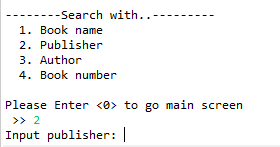 --------Search with..---------
1. Book name
2. Publisher
3. Author
4. Book number
Please Enter <0> to go main screen
>> 2
Input publisher: